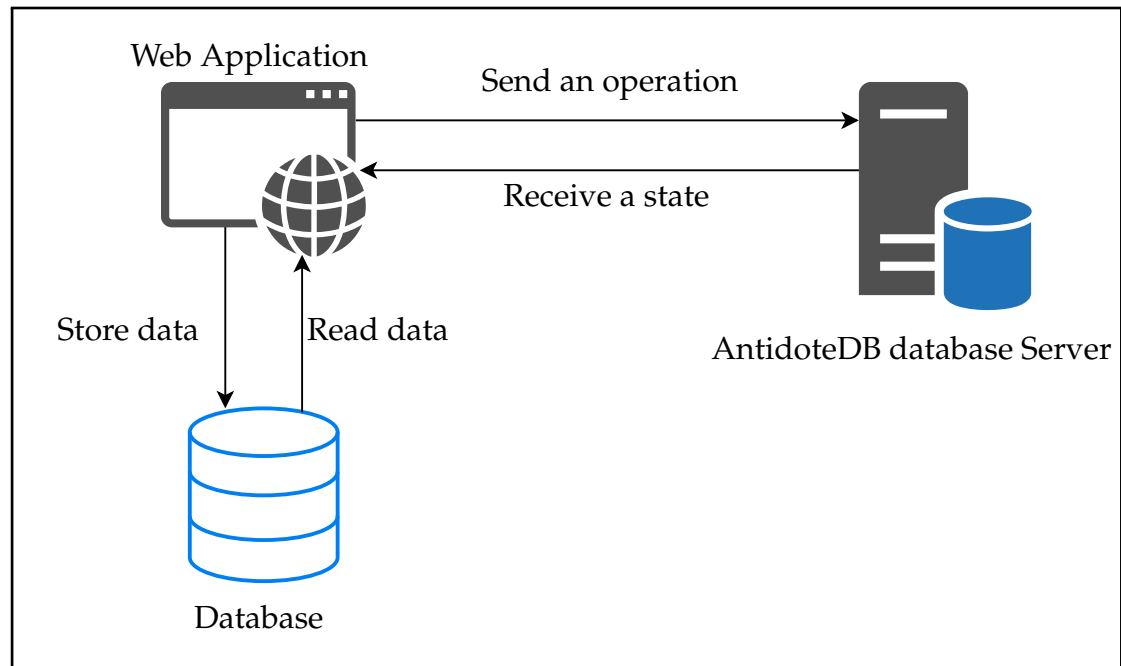 Web Application
Send an operation
Receive a state
Store data
Read data
AntidoteDB database Server
Database